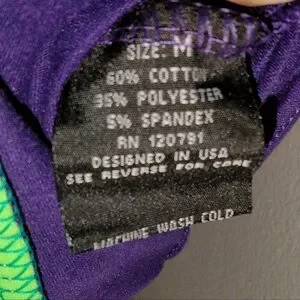 SIZE: M
60% COTTON
35% POLYESTER
5% SPANDEX
RN 120791
DESIGNED IN USA
SEE REVERSE FOR CARE
MACHINE WASH COLD